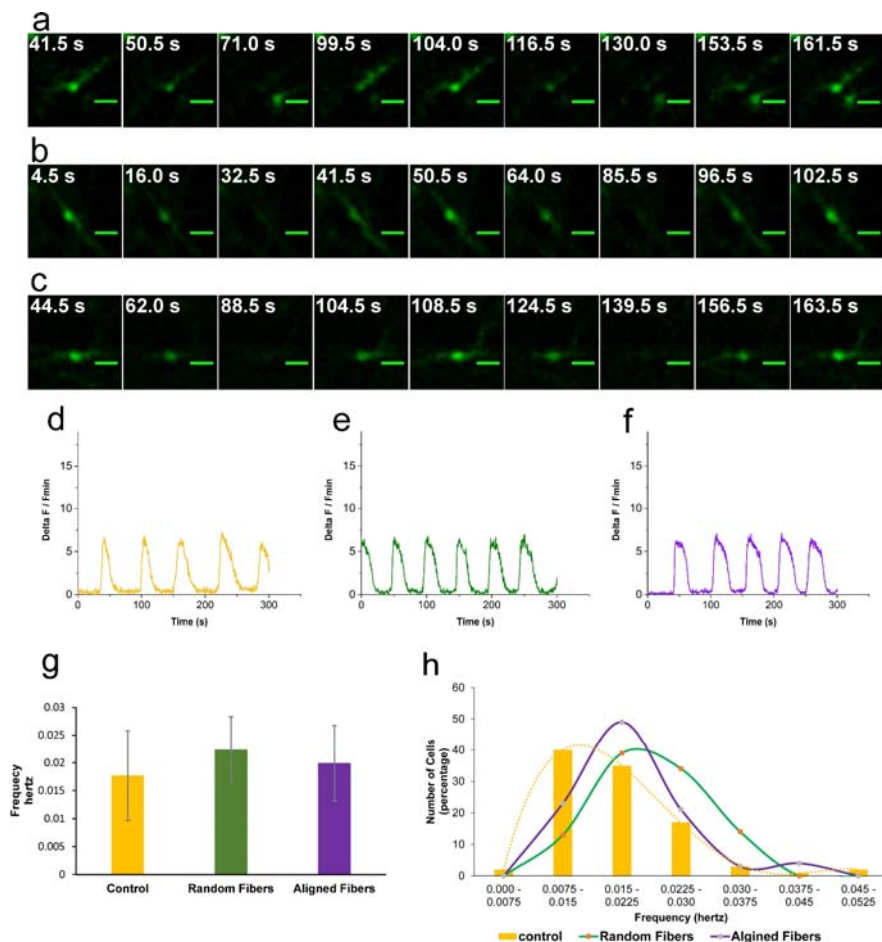 a
41.5 s 50.5 s 71.0 s 99.5 s 104.0 s 116.5 s 130.0 s 153.5 s 161.5 s
b
4.5 s 16.0 s 32.5 s 41.5 s 50.5 s 64.0 s 85.5 s 96.5 s 102.5 s
c
44.5 s 62.0 s 88.5 s 104.5 s 108.5 s 124.5 s 139.5 s 156.5 s 163.5 s
d
Delta F / Fmin
15
10
5
0
0 100 200 300
Time (s)
e
Delta F / Fmin
15
10
5
0
0 100 200 300
Time (s)
f
Delta F / Fmin
15
10
5
0
0 100 200 300
Time (s)
g
Frequecy
hertz
0.03
0.025
0.02
0.015
0.01
0.005
0
Control Random Fibers Aligned Fibers
h
Number of Cells
(percentage)
60
50
40
30
20
10
0
0.000 - 0.0075 - 0.015 - 0.0225 - 0.030 - 0.0375 - 0.045 -
0.0075 0.015 0.0225 0.030 0.0375 0.045 0.0525
Frequency (hertz)
control Random Fibers Algined Fibers